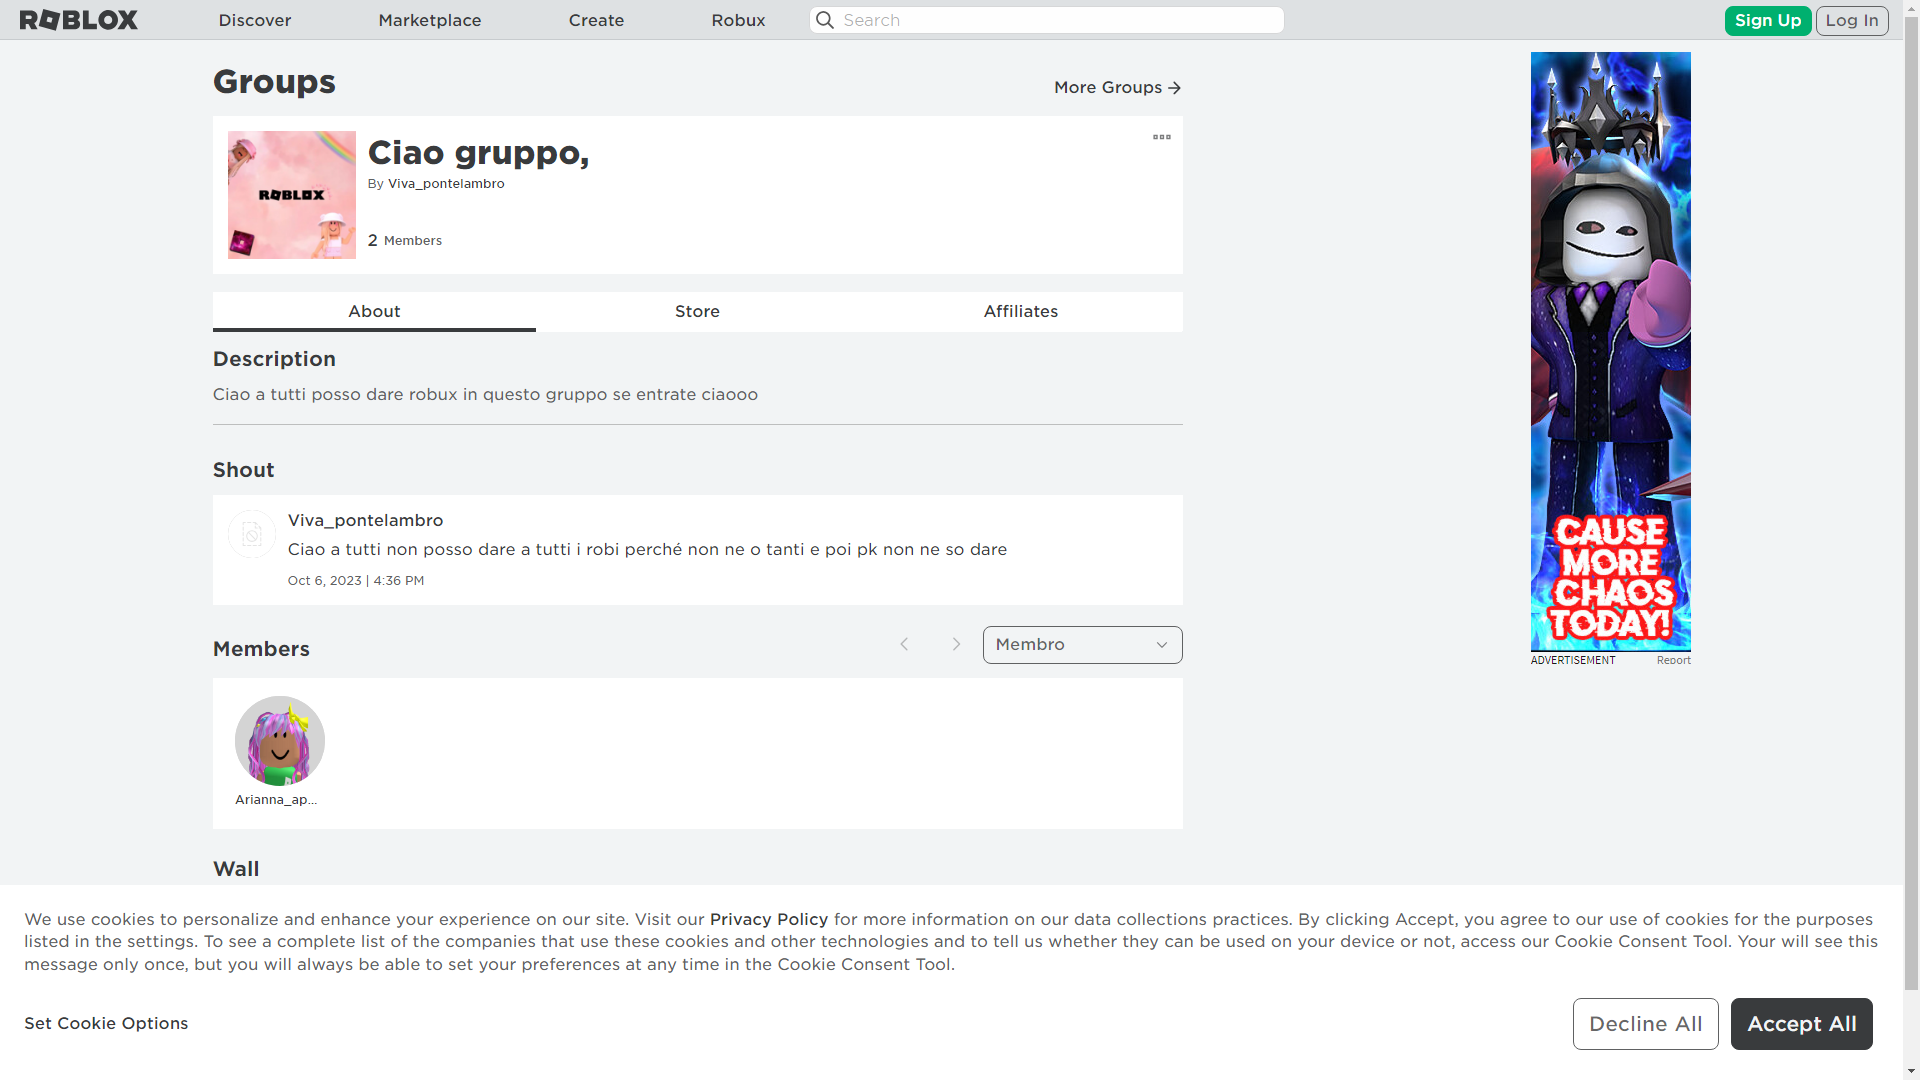 ROBLOX
Discover
Marketplace
Create
Robux
Search
Sign Up
Log In
Groups
More Groups
ROBLOX
Ciao gruppo,
By Viva_pontelambro
2 Members
About
Store
Affiliates
Description
Ciao a tutti posso dare robux in questo gruppo se entrate ciaooo
Shout
Viva_pontelambro
Ciao a tutti non posso dare a tutti i robi perché non ne o tanti e poi pk non ne so dare
Oct 6, 2023 | 4:36 PM
Members
Membro
Arianna_ap...
Wall
CAUSE
MORE
CHAOS
TODAY!
ADVERTISEMENT
Report
We use cookies to personalize and enhance your experience on our site. Visit our Privacy Policy for more information on our data collections practices. By clicking Accept, you agree to our use of cookies for the purposes
listed in the settings. To see a complete list of the companies that use these cookies and other technologies and to tell us whether they can be used on your device or not, access our Cookie Consent Tool. Your will see this
message only once, but you will always be able to set your preferences at any time in the Cookie Consent Tool.
Set Cookie Options
Decline All
Accept All